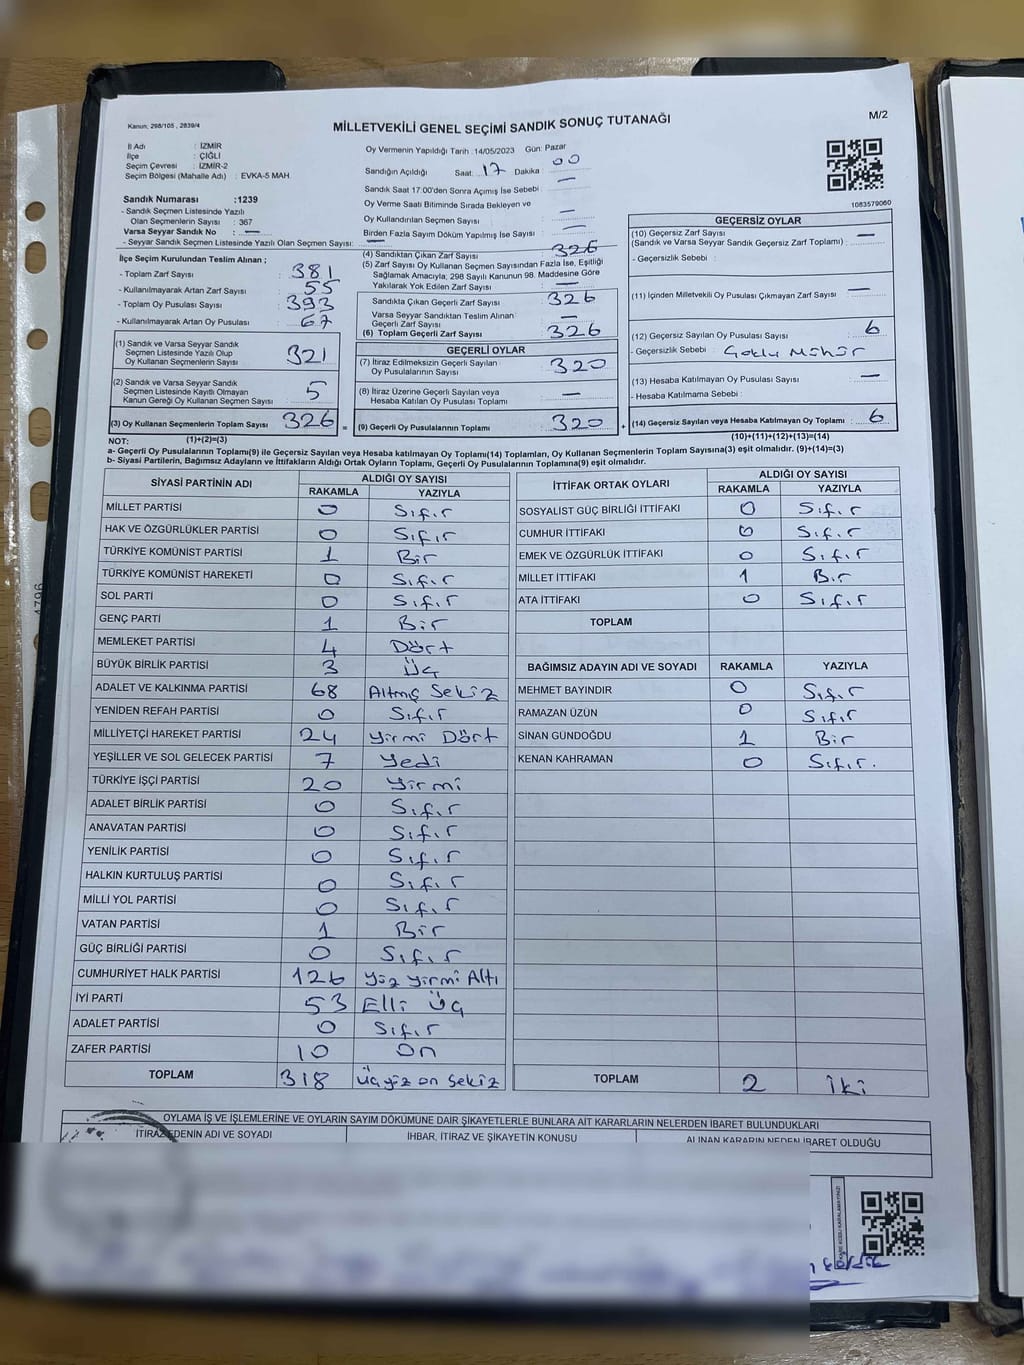 Kanun: 298/105 , 2839/4
MİLLETVEKİLİ GENEL SEÇİMİ SANDIK SONUÇ TUTANAĞI
M/2
İl Adı : İZMİR
İlçe : ÇİĞLİ
Seçim Çevresi : İZMİR-2
Seçim Bölgesi (Mahalle Adı) : EVKA-5 MAH.
Sandık Numarası :1239
- Sandık Seçmen Listesinde Yazılı
Olan Seçmenlerin Sayısı : 367
Varsa Seyyar Sandık No : —
- Seyyar Sandık Seçmen Listesinde Yazılı Olan Seçmen Sayısı: —
Oy Vermenin Yapıldığı Tarih :14/05/2023 Gün: Pazar
Sandığın Açıldığı Saat: 17 Dakika 00
Sandık Saat 17:00'den Sonra Açımış İse Sebebi —
Oy Verme Saati Bitiminde Sırada Bekleyen ve
Oy Kullandırılan Seçmen Sayısı : —
Birden Fazla Sayım Döküm Yapılmış İse Sayısı : —
1083579060
İlçe Seçim Kurulundan Teslim Alınan ;
- Toplam Zarf Sayısı : 381
- Kullanılmayarak Artan Zarf Sayısı : 55
- Toplam Oy Pusulası Sayısı : 393
- Kullanılmayarak Artan Oy Pusulası : 67
(1) Sandık ve Varsa Seyyar Sandık
Seçmen Listesinde Yazılı Olup
Oy Kullanan Seçmenlerin Sayısı : 321
(2) Sandık ve Varsa Seyyar Sandık
Seçmen Listesinde Kayıtlı Olmayan
Kanun Gereği Oy Kullanan Seçmen Sayısı : 5
(3) Oy Kullanan Seçmenlerin Toplam Sayısı : 326 =
(4) Sandıktan Çıkan Zarf Sayısı : 326
(5) Zarf Sayısı Oy Kullanan Seçmen Sayısından Fazla İse, Eşitliği
Sağlamak Amacıyla; 298 Sayılı Kanunun 98. Maddesine Göre
Yakılarak Yok Edilen Zarf Sayısı : —
Sandıkta Çıkan Geçerli Zarf Sayısı : 326
Varsa Seyyar Sandıktan Teslim Alınan
Geçerli Zarf Sayısı : —
(6) Toplam Geçerli Zarf Sayısı : 326
GEÇERLİ OYLAR
(7) İtiraz Edilmeksizin Geçerli Sayılan
Oy Pusulalarının Sayısı : 320
(8) İtiraz Üzerine Geçerli Sayılan veya
Hesaba Katılan Oy Pusulası Toplamı : —
(9) Geçerli Oy Pusulalarının Toplamı : 320 +
GEÇERSİZ OYLAR
(10) Geçersiz Zarf Sayısı
(Sandık ve Varsa Seyyar Sandık Geçersiz Zarf Toplamı) : —
- Geçersizlik Sebebi :
(11) İçinden Milletvekili Oy Pusulası Çıkmayan Zarf Sayısı : —
(12) Geçersiz Sayılan Oy Pusulası Sayısı : 6
- Geçersizlik Sebebi : Çoklu Mühür
(13) Hesaba Katılmayan Oy Pusulası Sayısı : —
- Hesaba Katılmama Sebebi :
(14) Geçersiz Sayılan veya Hesaba Katılmayan Oy Toplamı : 6
NOT: (1)+(2)=(3) (10)+(11)+(12)+(13)=(14)
a- Geçerli Oy Pusulalarının Toplamı(9) ile Geçersiz Sayılan veya Hesaba katılmayan Oy Toplamı(14) Toplamları, Oy Kullanan Seçmenlerin Toplam Sayısına(3) eşit olmalıdır. (9)+(14)=(3)
b- Siyasi Partilerin, Bağımsız Adayların ve İttifakların Aldığı Ortak Oyların Toplamı, Geçerli Oy Pusulalarının Toplamına(9) eşit olmalıdır.
SİYASİ PARTİNİN ADI ALDIĞI OY SAYISI
RAKAMLA YAZIYLA
MİLLET PARTİSİ 0 Sıfır
HAK VE ÖZGÜRLÜKLER PARTİSİ 0 Sıfır
TÜRKİYE KOMÜNİST PARTİSİ 1 Bir
TÜRKİYE KOMÜNİST HAREKETİ 0 Sıfır
SOL PARTİ 0 Sıfır
GENÇ PARTİ 1 Bir
MEMLEKET PARTİSİ 4 Dört
BÜYÜK BİRLİK PARTİSİ 3 Üç
ADALET VE KALKINMA PARTİSİ 68 Altmış Sekiz
YENİDEN REFAH PARTİSİ 0 Sıfır
MİLLİYETÇİ HAREKET PARTİSİ 24 Yirmi Dört
YEŞİLLER VE SOL GELECEK PARTİSİ 7 Yedi
TÜRKİYE İŞÇİ PARTİSİ 20 Yirmi
ADALET BİRLİK PARTİSİ 0 Sıfır
ANAVATAN PARTİSİ 0 Sıfır
YENİLİK PARTİSİ 0 Sıfır
HALKIN KURTULUŞ PARTİSİ 0 Sıfır
MİLLİ YOL PARTİSİ 0 Sıfır
VATAN PARTİSİ 1 Bir
GÜÇ BİRLİĞİ PARTİSİ 0 Sıfır
CUMHURİYET HALK PARTİSİ 126 Yüz Yirmi Altı
İYİ PARTİ 53 Elli Üç
ADALET PARTİSİ 0 Sıfır
ZAFER PARTİSİ 10 On
TOPLAM 318 Üçyüz on Sekiz
İTTİFAK ORTAK OYLARI ALDIĞI OY SAYISI
RAKAMLA YAZIYLA
SOSYALİST GÜÇ BİRLİĞİ İTTİFAKI 0 Sıfır
CUMHUR İTTİFAKI 0 Sıfır
EMEK VE ÖZGÜRLÜK İTTİFAKI 0 Sıfır
MİLLET İTTİFAKI 1 Bir
ATA İTTİFAKI 0 Sıfır
TOPLAM
BAĞIMSIZ ADAYIN ADI VE SOYADI RAKAMLA YAZIYLA
MEHMET BAYINDIR 0 Sıfır
RAMAZAN ÜZÜN 0 Sıfır
SİNAN GÜNDOĞDU 1 Bir
KENAN KAHRAMAN 0 Sıfır.
TOPLAM 2 İki
OYLAMA İŞ VE İŞLEMLERİNE VE OYLARIN SAYIM DÖKÜMÜNE DAİR ŞİKAYETLERLE BUNLARA AİT KARARLARIN NELERDEN İBARET BULUNDUKLARI
İTİRAZ EDENİN ADI VE SOYADI İHBAR, İTİRAZ VE ŞİKAYETİN KONUSU ALINAN KARARIN NEDEN İBARET OLDUĞU